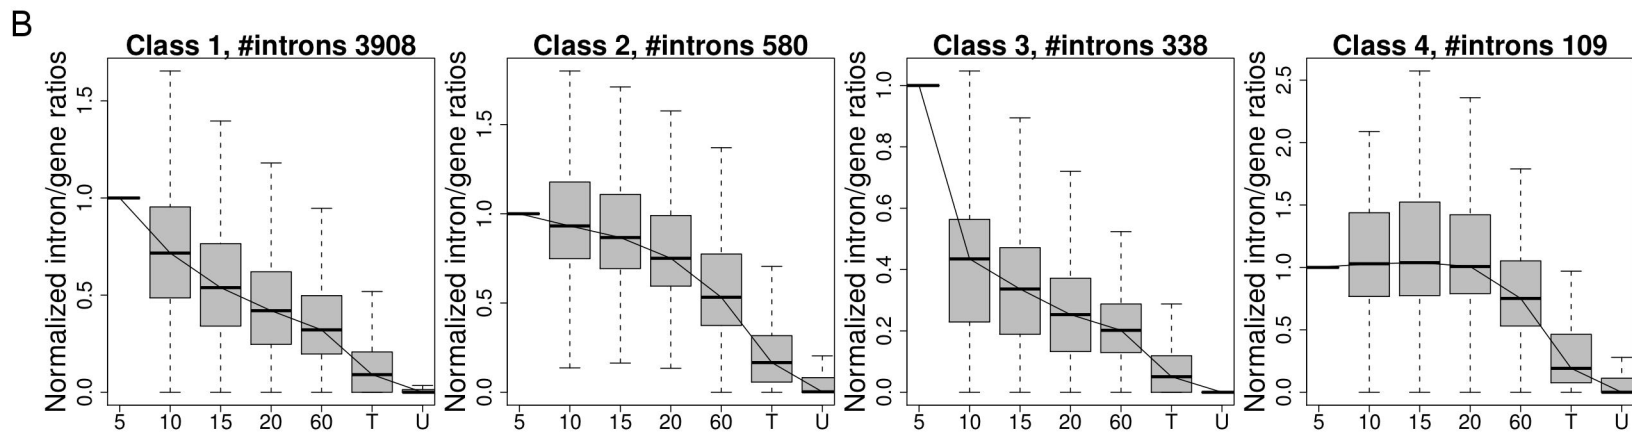 B
Class 1, #introns 3908
Normalized intron/gene ratios
0.0 0.5 1.0 1.5
5 10 15 20 60 T U
Class 2, #introns 580
Normalized intron/gene ratios
0.0 0.5 1.0 1.5
5 10 15 20 60 T U
Class 3, #introns 338
Normalized intron/gene ratios
0.0 0.2 0.4 0.6 0.8 1.0
5 10 15 20 60 T U
Class 4, #introns 109
Normalized intron/gene ratios
0.0 0.5 1.0 1.5 2.0 2.5
5 10 15 20 60 T U